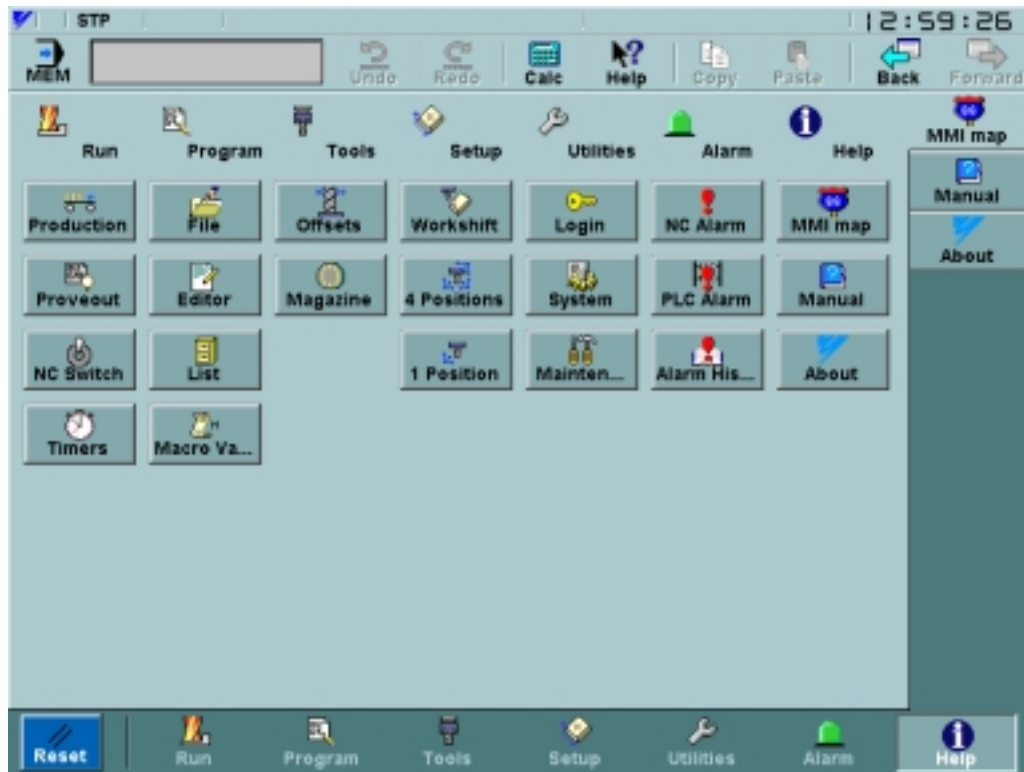 STP 12:59:26
MEM Undo Redo Calc Help Copy Paste Back Forward
Run Program Tools Setup Utilities Alarm Help MMI map
Production File Offsets Workshift Login NC Alarm MMI map Manual
Proveout Editor Magazine 4 Positions System PLC Alarm Manual About
NC Switch List 1 Position Mainten... Alarm His... About
Timers Macro Va...
Reset Run Program Tools Setup Utilities Alarm Help